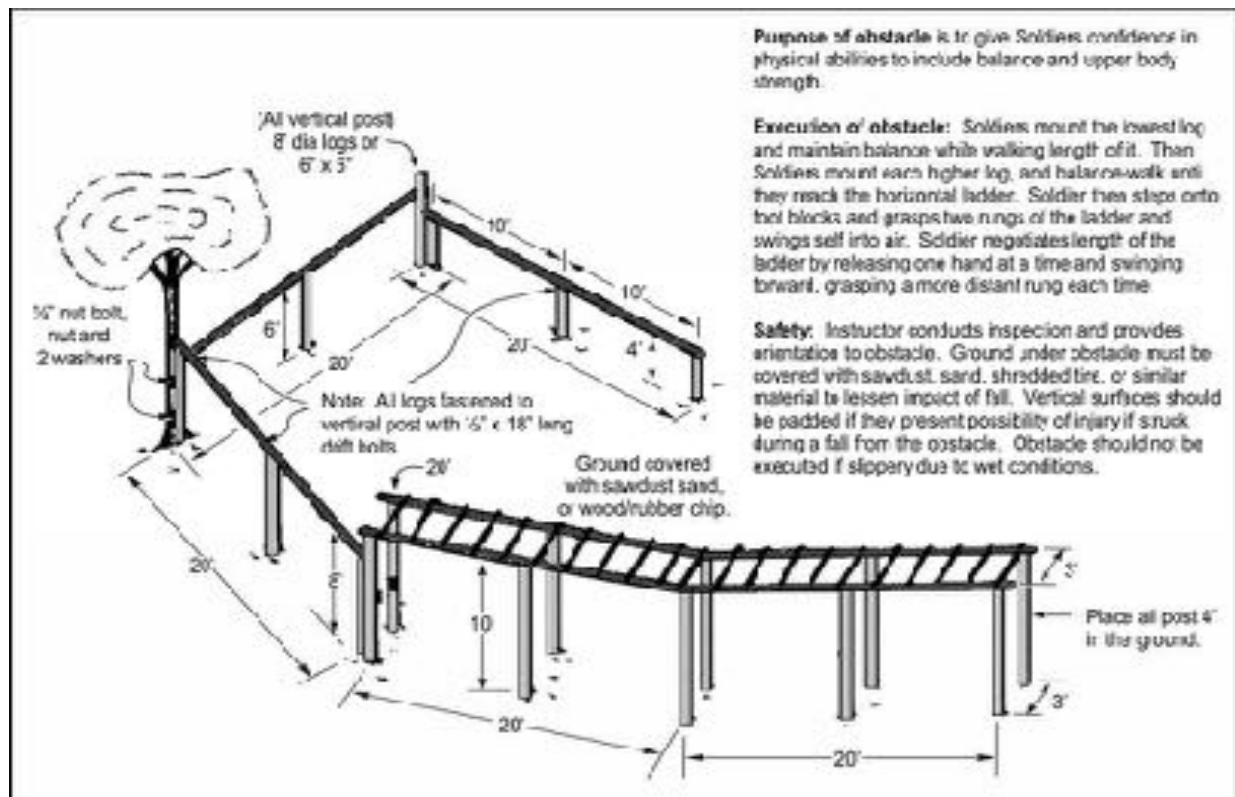 Purpose of obstacle is to give Soldiers confidence in
physical abilities to include balance and upper body
strength.
Execution of obstacle: Soldiers mount the lowest log
and maintain balance while walking length of it. Then
Soldiers mount each higher log, and balance-walk until
they reach the horizontal ladder. Soldier then steps onto
foot blocks and grasps two rungs of the ladder and
swings self into air. Soldier negotiates length of the
ladder by releasing one hand at a time and swinging
forward, grasping a more distant rung each time
Safety: Instructor conducts inspection and provides
orientation to obstacle. Ground under obstacle must be
covered with sawdust, sand, shredded tire, or similar
material to lessen impact of fall. Vertical surfaces should
be padded if they present possibility of injury if struck
during a fall from the obstacle. Obstacle should not be
executed if slippery due to wet conditions.
(All vertical post)
8" dia logs or
10'
10'
nut bolt,
nut and
2 washers
6'
20'
20'
4'
Note: All logs fastened to
vertical post with x 18" long
drift bolts.
20'
Ground covered
with sawdust sand,
or wood/rubber chip.
20'
10
20'
20'
3'
Place all post 4'
in the ground.